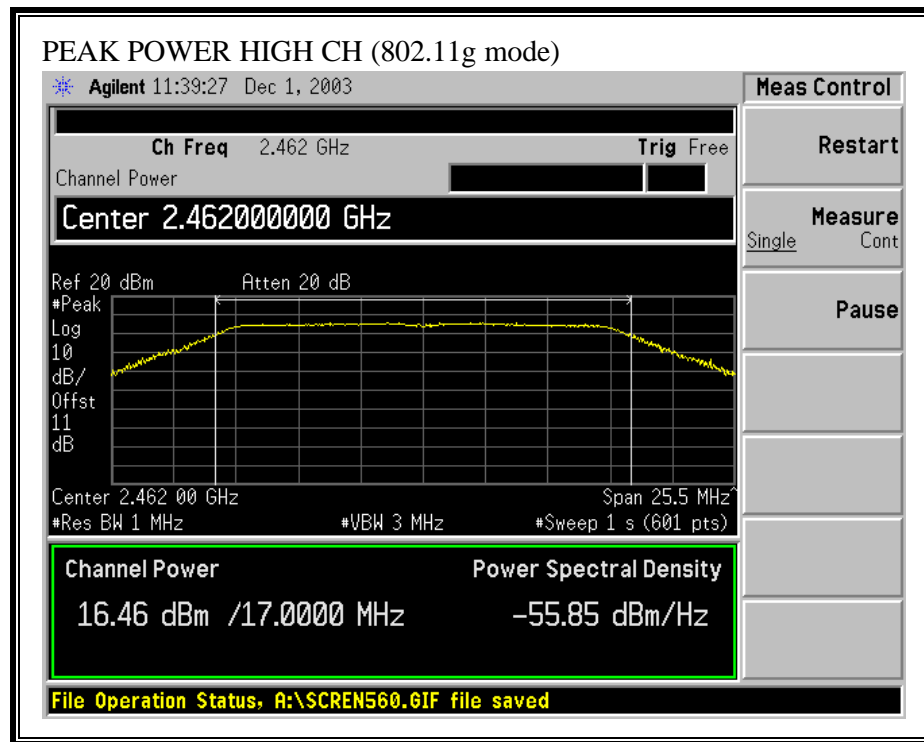 PEAK POWER HIGH CH (802.11g mode)
Agilent 11:39:27 Dec 1, 2003
Meas Control
Ch Freq 2.462 GHz Trig Free
Restart
Channel Power
Center 2.462000000 GHz
Measure
Single Cont
Ref 20 dBm Atten 20 dB
#Peak
Log
10
dB/
Offst
11
dB
Pause
Center 2.462 00 GHz Span 25.5 MHz^
#Res BW 1 MHz #VBW 3 MHz #Sweep 1 s (601 pts)
Channel Power Power Spectral Density
16.46 dBm /17.0000 MHz -55.85 dBm/Hz
File Operation Status, A:\SCREN560.GIF file saved